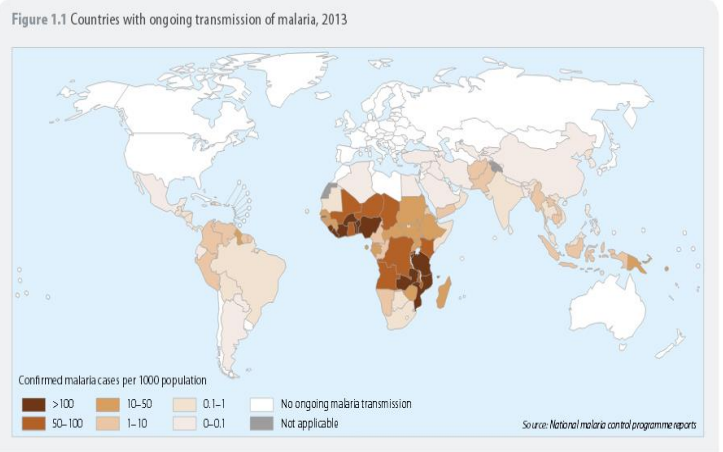 Figure 1.1 Countries with ongoing transmission of malaria, 2013
Confirmed malaria cases per 1000 population
>100 10–50 0.1–1 No ongoing malaria transmission
50–100 1–10 0–0.1 Not applicable
Source: National malaria control programme reports